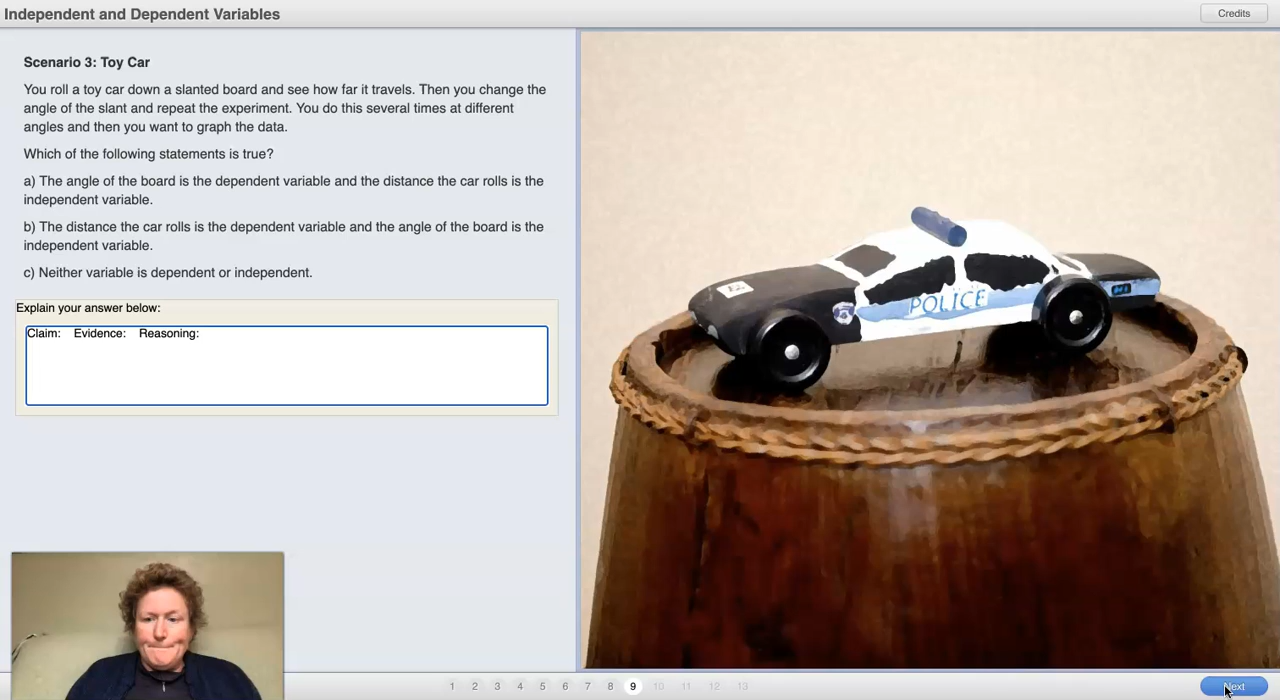 Independent and Dependent Variables
Credits
Scenario 3: Toy Car
You roll a toy car down a slanted board and see how far it travels. Then you change the
angle of the slant and repeat the experiment. You do this several times at different
angles and then you want to graph the data.
Which of the following statements is true?
a) The angle of the board is the dependent variable and the distance the car rolls is the
independent variable.
b) The distance the car rolls is the dependent variable and the angle of the board is the
independent variable.
c) Neither variable is dependent or independent.
Explain your answer below:
Claim: Evidence: Reasoning:
POLICE
1 2 3 4 5 6 7 8 9 10 11 12 13
Next